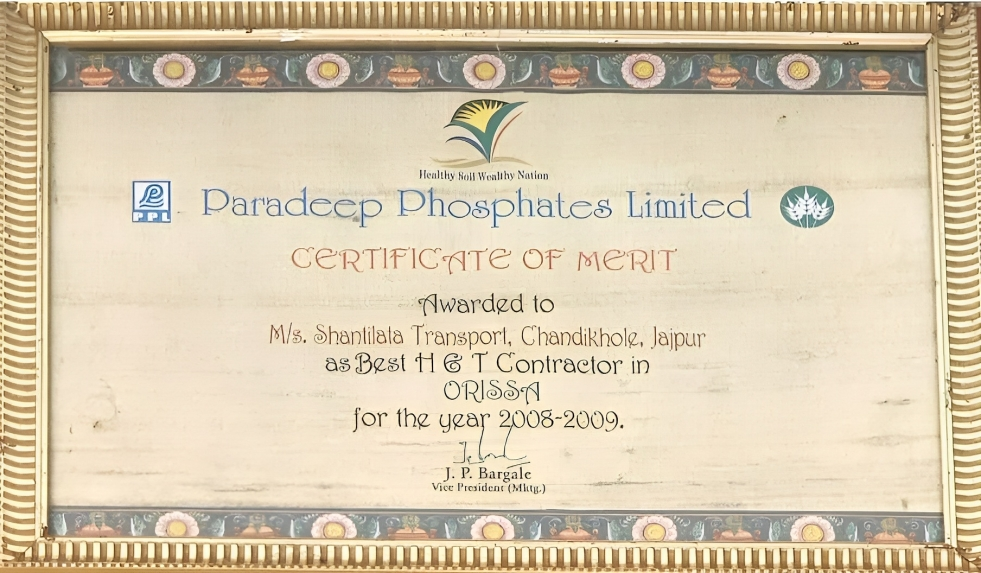 Healthy Soil Wealthy Nation
PPL
Paradeep Phosphates Limited
CERTIFICATE OF MERIT
Awarded to
M/s. Shantilata Transport, Chandikhole, Jajpur
as Best H & T Contractor in
ORISSA
for the year 2008-2009.
J. P. Bargale
Vice President (Mktg.)